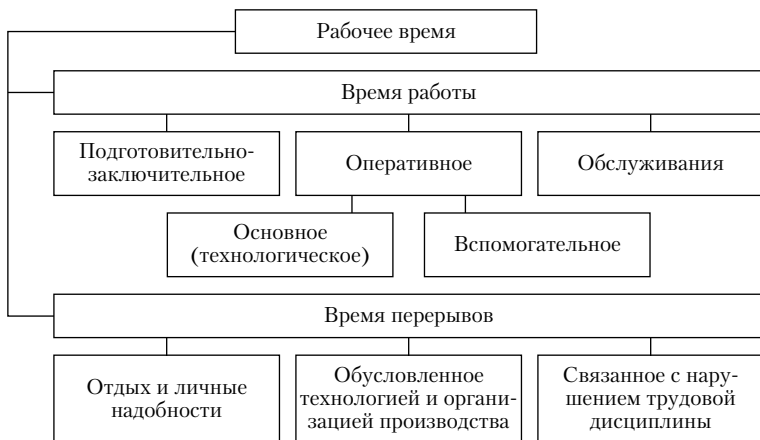 Рабочее время
Время работы
Подготовительно-
заключительное
Оперативное
Обслуживания
Основное
(технологическое)
Вспомогательное
Время перерывов
Отдых и личные
надобности
Обусловленное
технологией и органи-
зацией производства
Связанное с нару-
шением трудовой
дисциплины